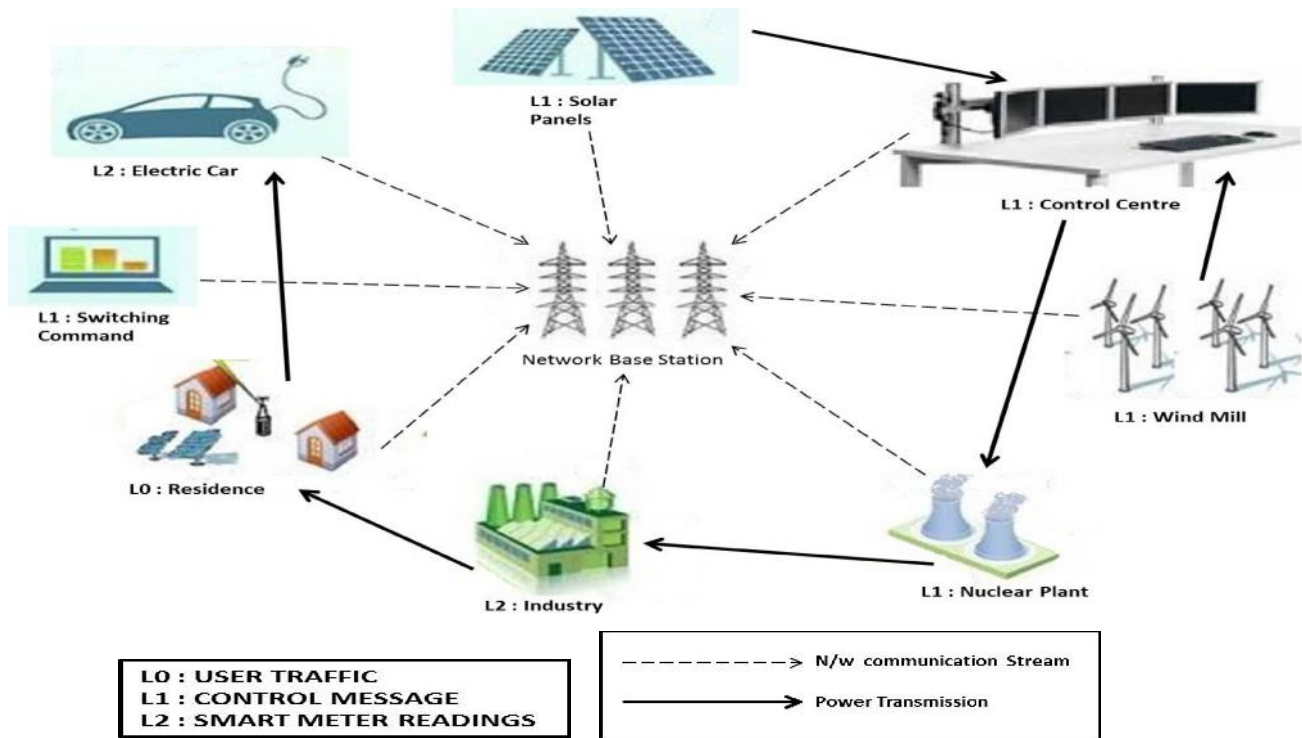 L1 : Solar
Panels
L2 : Electric Car
L1 : Control Centre
L1 : Switching
Command
Network Base Station
L1 : Wind Mill
L0 : Residence
L2 : Industry
L1 : Nuclear Plant
L0 : USER TRAFFIC
L1 : CONTROL MESSAGE
L2 : SMART METER READINGS
N/w communication Stream
Power Transmission